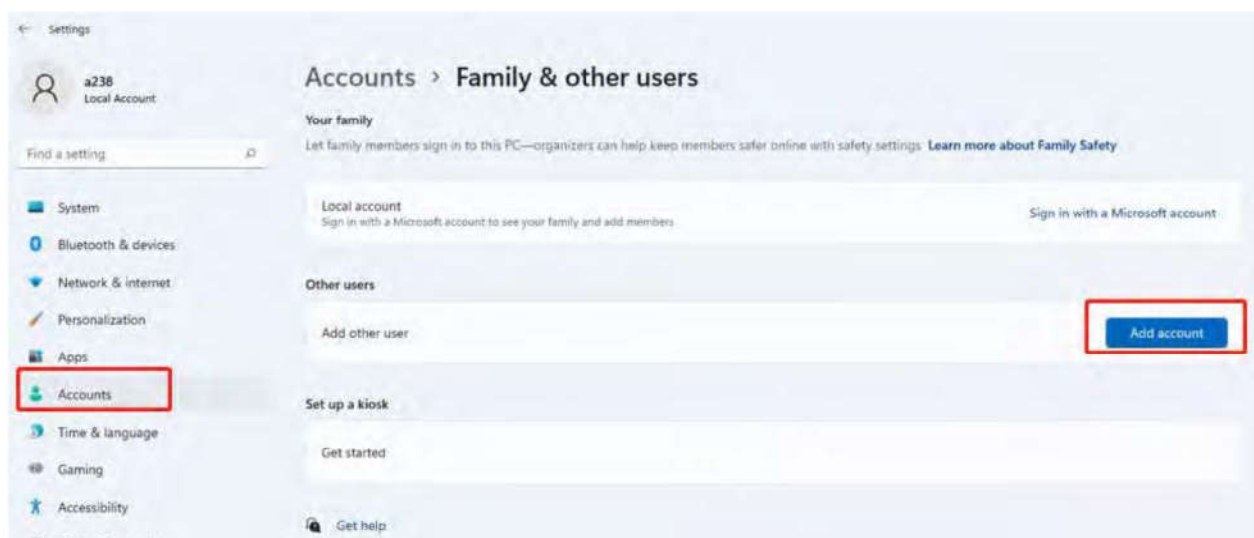 Settings
a238
Local Account
Find a setting
System
Bluetooth & devices
Network & internet
Personalization
Apps
Accounts
Time & language
Gaming
Accessibility
Accounts > Family & other users
Your family
Let family members sign in to this PC—organizers can help keep members safer online with safety settings Learn more about Family Safety
Local account
Sign in with a Microsoft account to see your family and add members
Sign in with a Microsoft account
Other users
Add other user
Add account
Set up a kiosk
Get started
Get help